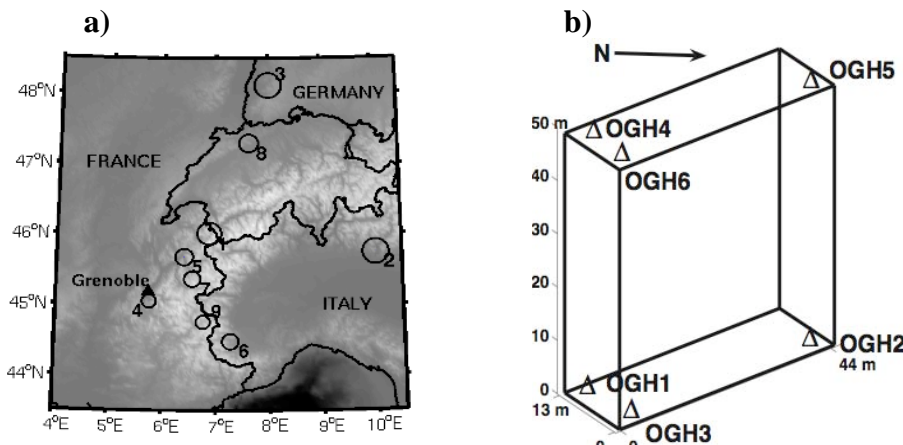 a)
48°N
47°N
46°N
45°N
44°N
4°E 5°E 6°E 7°E 8°E 9°E 10°E
3
GERMANY
8
FRANCE
2
5
Grenoble
4
9
ITALY
6
b)
N
OGH5
50 m
OGH4
OGH6
40
30
20
10
0
OGH1
OGH2
44 m
13 m
OGH3
0 0